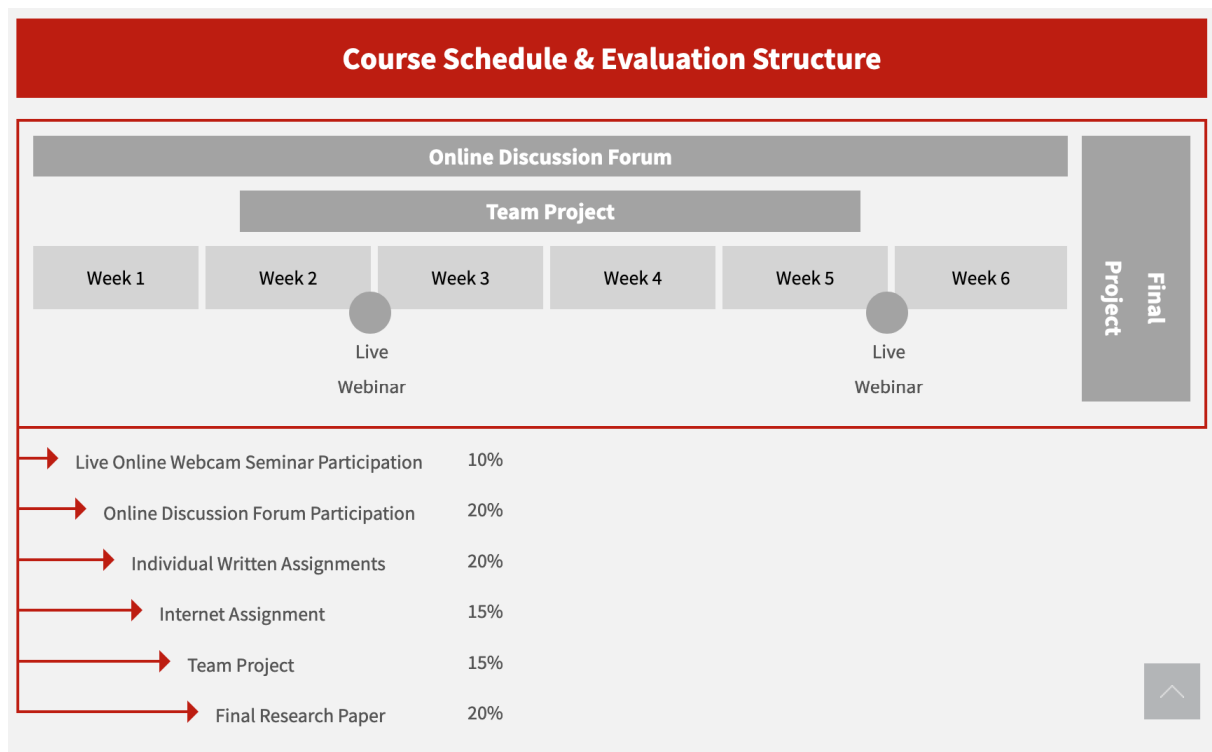 Course Schedule & Evaluation Structure
Online Discussion Forum
Team Project
Week 1
Week 2
Week 3
Week 4
Week 5
Week 6
Live
Webinar
Live
Webinar
Final
Project
Live Online Webcam Seminar Participation 10%
Online Discussion Forum Participation 20%
Individual Written Assignments 20%
Internet Assignment 15%
Team Project 15%
Final Research Paper 20%